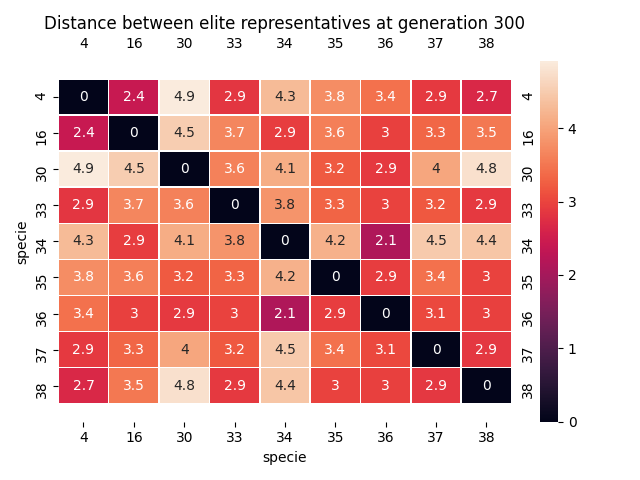 Distance between elite representatives at generation 300
4 16 30 33 34 35 36 37 38
4 0 2.4 4.9 2.9 4.3 3.8 3.4 2.9 2.7 4
16 2.4 0 4.5 3.7 2.9 3.6 3 3.3 3.5 16
30 4.9 4.5 0 3.6 4.1 3.2 2.9 4 4.8 30
33 2.9 3.7 3.6 0 3.8 3.3 3 3.2 2.9 33
34 4.3 2.9 4.1 3.8 0 4.2 2.1 4.5 4.4 34
35 3.8 3.6 3.2 3.3 4.2 0 2.9 3.4 3 35
36 3.4 3 2.9 3 2.1 2.9 0 3.1 3 36
37 2.9 3.3 4 3.2 4.5 3.4 3.1 0 2.9 37
38 2.7 3.5 4.8 2.9 4.4 3 3 2.9 0 38
4 16 30 33 34 35 36 37 38
specie
specie
4
3
2
1
0